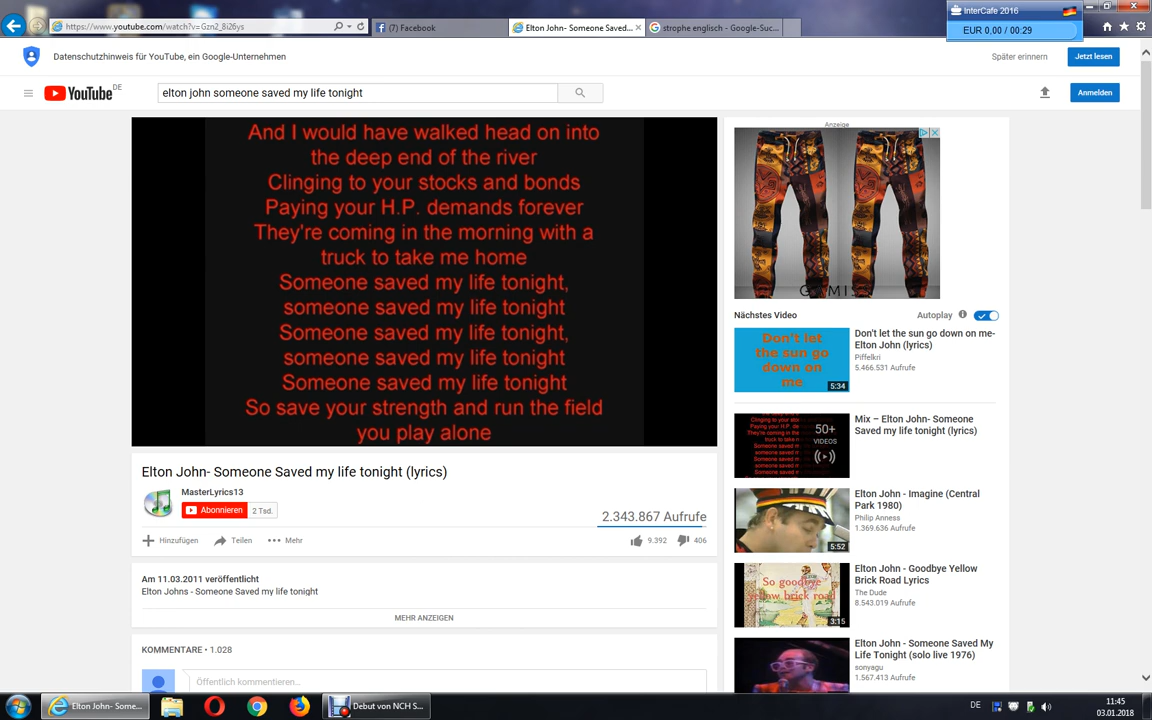 InterCafe 2016
EUR 0,00 / 00:29
https://www.youtube.com/watch?v=Gzn2_8i26ys
(7) Facebook
Elton John- Someone Saved...
strophe englisch - Google-Suc...
Datenschutzhinweis für YouTube, ein Google-Unternehmen
Später erinnern
Jetzt lesen
YouTube DE
elton john someone saved my life tonight
Anmelden
And I would have walked head on into
the deep end of the river
Clinging to your stocks and bonds
Paying your H.P. demands forever
They're coming in the morning with a
truck to take me home
Someone saved my life tonight,
someone saved my life tonight
Someone saved my life tonight,
someone saved my life tonight
Someone saved my life tonight
So save your strength and run the field
you play alone
Elton John- Someone Saved my life tonight (lyrics)
MasterLyrics13
Abonnieren
2 Tsd.
2.343.867 Aufrufe
Hinzufügen
Teilen
Mehr
9.392
406
Am 11.03.2011 veröffentlicht
Elton Johns - Someone Saved my life tonight
MEHR ANZEIGEN
KOMMENTARE • 1.028
Öffentlich kommentieren...
Anzeige
Nächstes Video
Autoplay
Don't let
the sun go
down on
me
5:34
Don't let the sun go down on me-
Elton John (lyrics)
Piffelkri
5.466.531 Aufrufe
50+
VIDEOS
Mix – Elton John- Someone
Saved my life tonight (lyrics)
5:52
Elton John - Imagine (Central
Park 1980)
Philip Anness
1.369.636 Aufrufe
So goodbye
yellow brick road
3:15
Elton John - Goodbye Yellow
Brick Road Lyrics
The Dude
8.543.019 Aufrufe
Elton John - Someone Saved My
Life Tonight (solo live 1976)
sonyagu
1.567.413 Aufrufe
Elton John- Some...
Debut von NCH S...
DE
11:45
03.01.2018